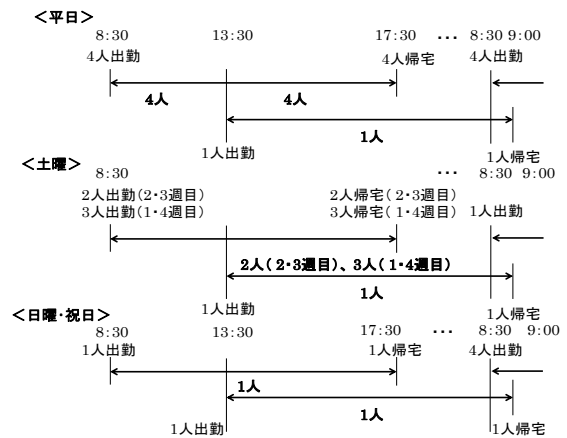 ＜平日＞
8:30 13:30 17:30 ･･･ 8:30 9:00
4人出勤 4人帰宅 4人出勤
4人 4人
1人
1人出勤 1人帰宅
＜土曜＞
8:30 ･･･ 8:30 9:00
2人出勤(2･3週目) 2人帰宅(2･3週目)
3人出勤(1･4週目) 3人帰宅(1･4週目) 1人出勤
2人(2･3週目)、3人(1･4週目)
1人
1人出勤 1人帰宅
＜日曜･祝日＞
8:30 13:30 17:30 ･･･ 8:30 9:00
1人出勤 1人帰宅 4人出勤
1人
1人
1人出勤 1人帰宅